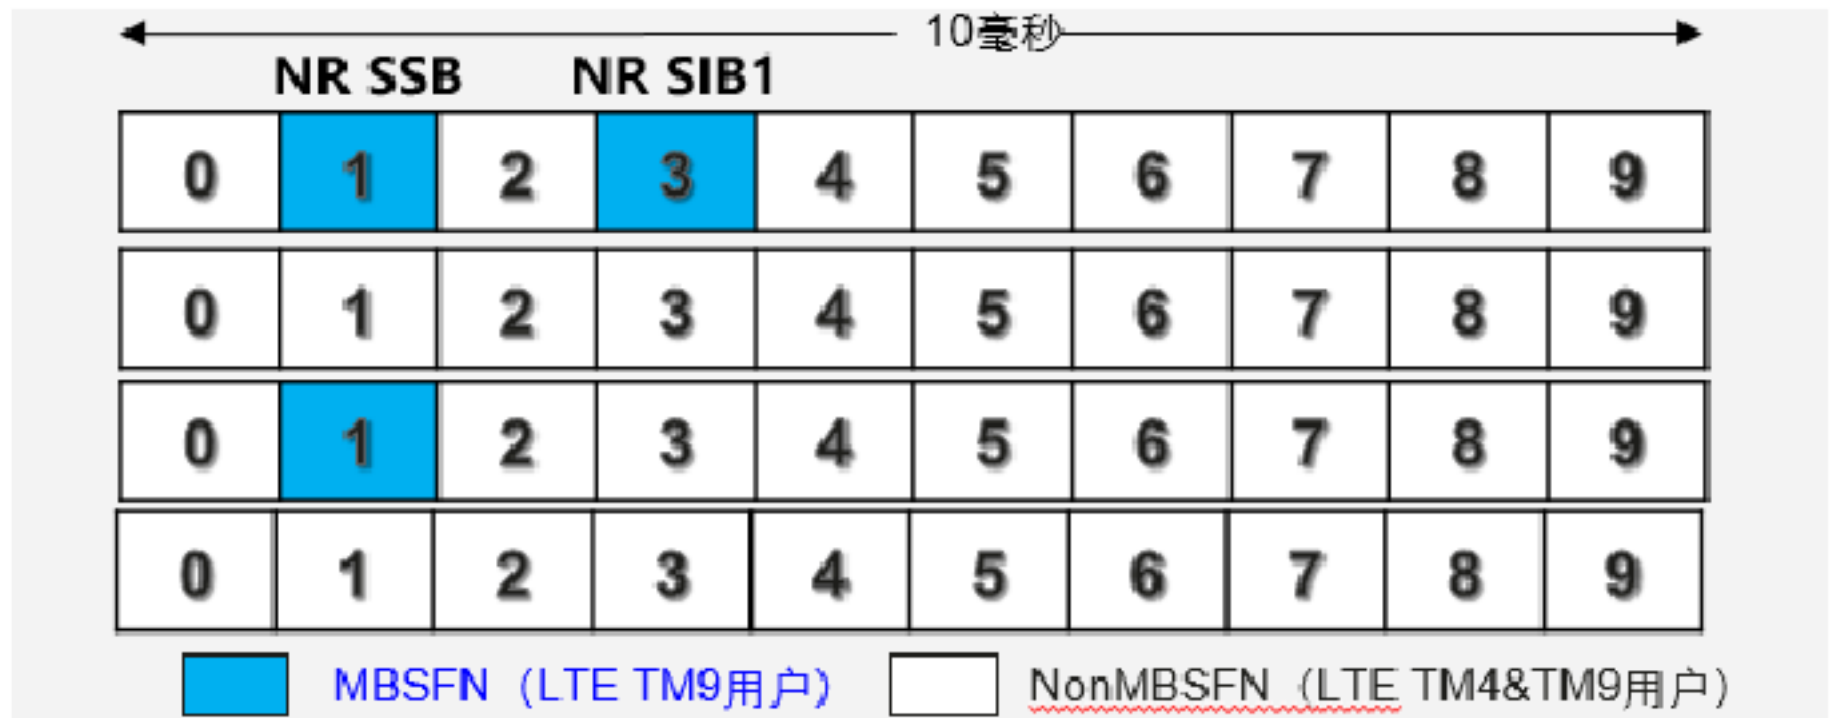 10毫秒
NR SSB NR SIB1
0 1 2 3 4 5 6 7 8 9
0 1 2 3 4 5 6 7 8 9
0 1 2 3 4 5 6 7 8 9
0 1 2 3 4 5 6 7 8 9
MBSFN（LTE TM9用户） NonMBSFN（LTE TM4&TM9用户）